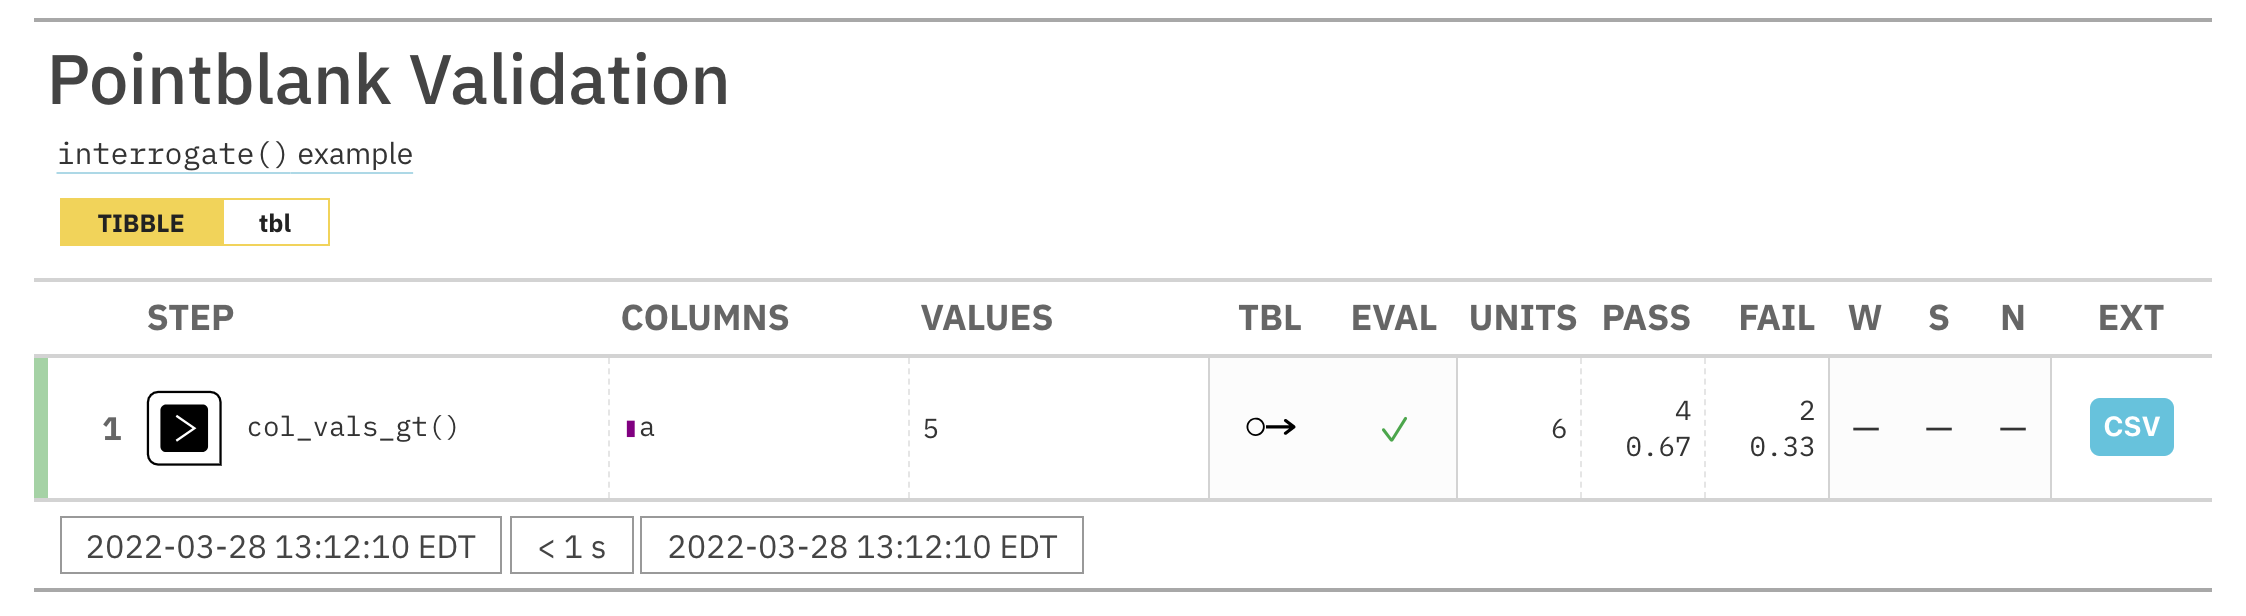 Pointblank Validation
interrogate() example
TIBBLE tbl
STEP COLUMNS VALUES TBL EVAL UNITS PASS FAIL W S N EXT
1 col_vals_gt() a 5 ✓ 6 4 2 — — — CSV
0.67 0.33
2022-03-28 13:12:10 EDT < 1 s 2022-03-28 13:12:10 EDT